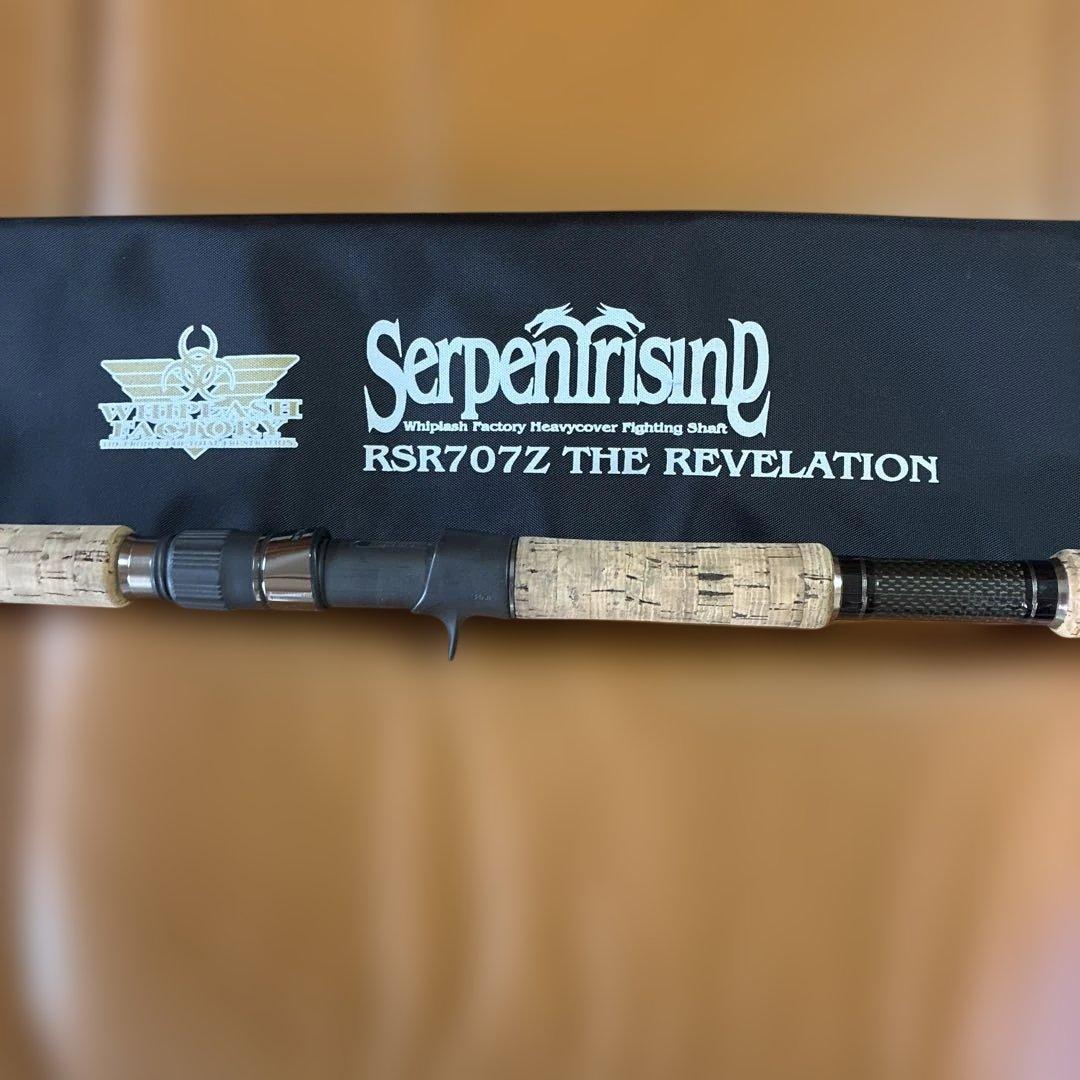 WHIPLASH
FACTORY
SerpentRising
Whiplash Factory Heavycover Fighting Shaft
RSR707Z THE REVELATION